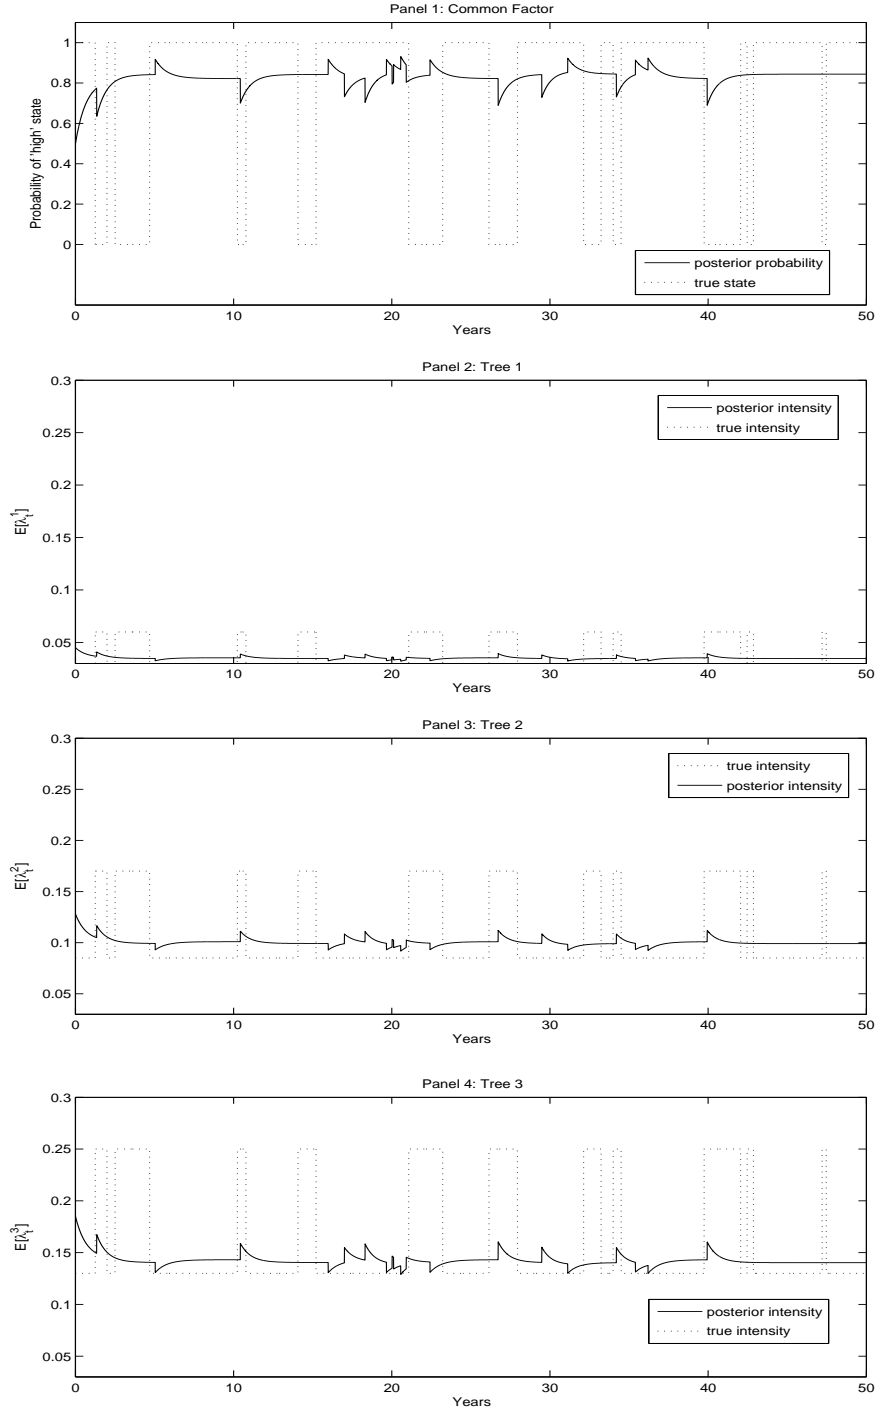 Panel 1: Common Factor
Probability of 'high' state
1
0.8
0.6
0.4
0.2
0
posterior probability
true state
0 10 20 30 40 50
Years
Panel 2: Tree 1
E[λ_t^1]
0.3
0.25
0.2
0.15
0.1
0.05
posterior intensity
true intensity
0 10 20 30 40 50
Years
Panel 3: Tree 2
E[λ_t^2]
0.3
0.25
0.2
0.15
0.1
0.05
true intensity
posterior intensity
0 10 20 30 40 50
Years
Panel 4: Tree 3
E[λ_t^3]
0.3
0.25
0.2
0.15
0.1
0.05
posterior intensity
true intensity
0 10 20 30 40 50
Years